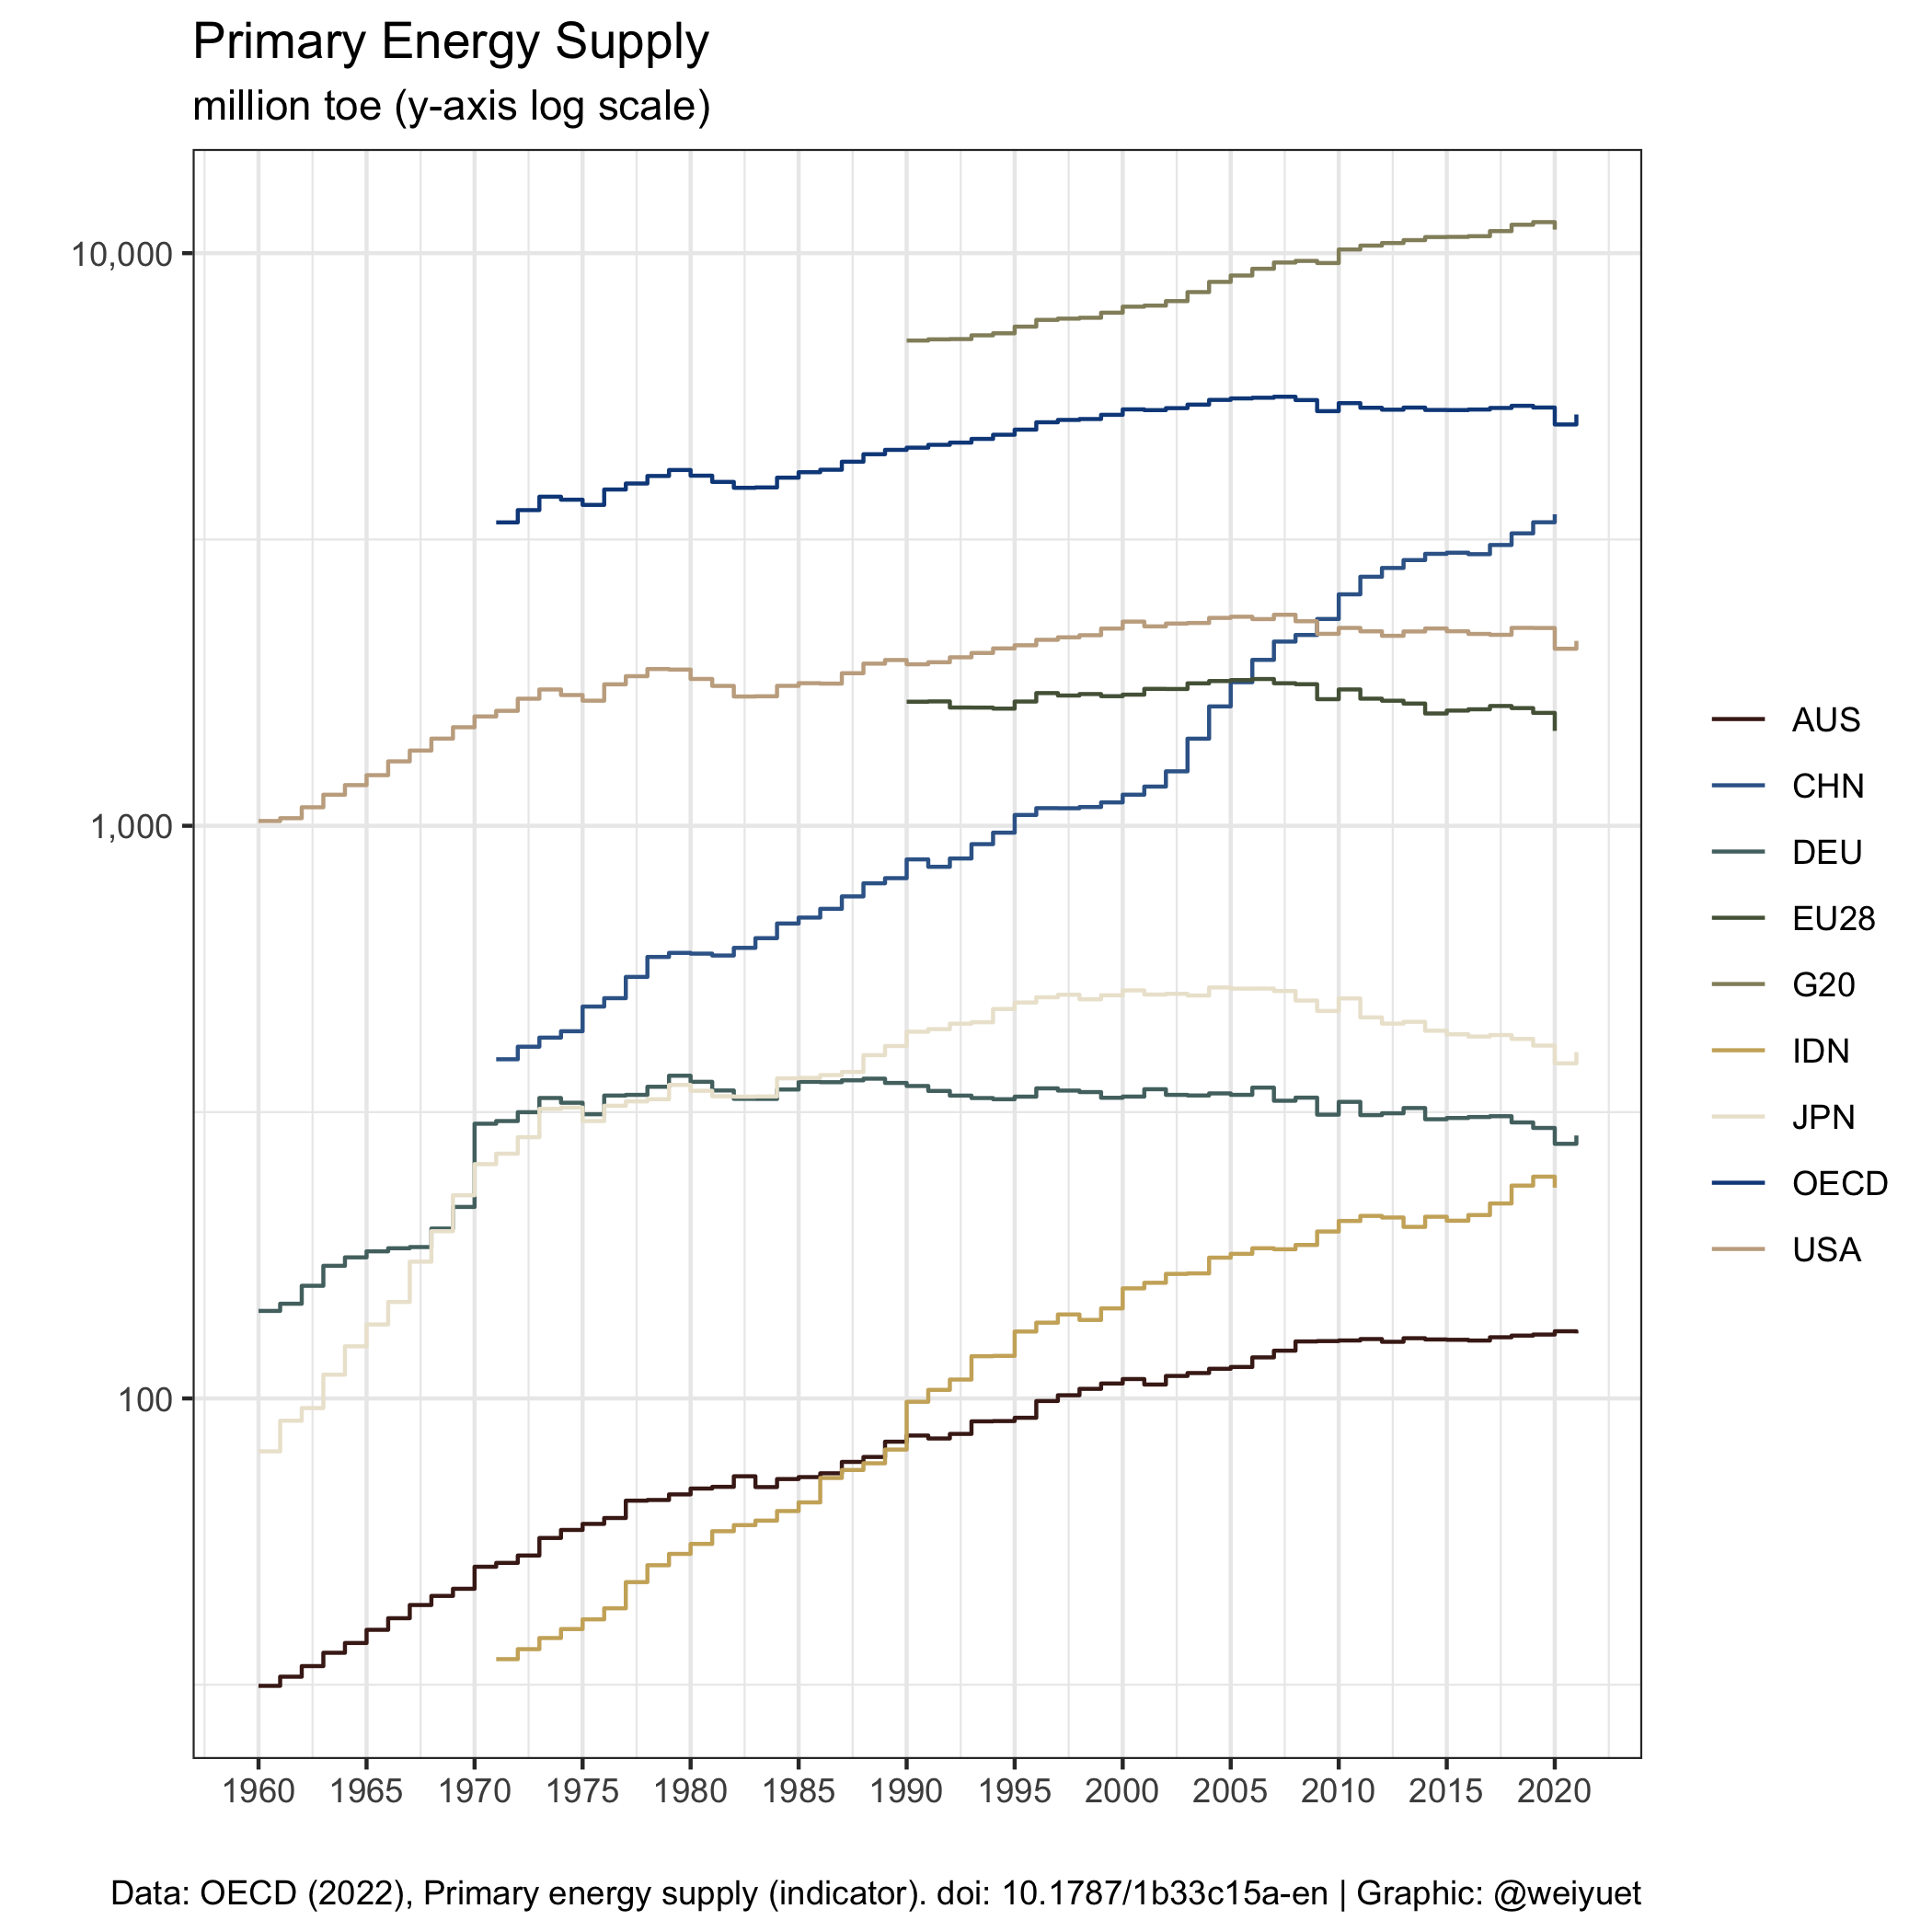 Primary Energy Supply
million toe (y-axis log scale)
10,000
1,000
100
AUS
CHN
DEU
EU28
G20
IDN
JPN
OECD
USA
1960 1965 1970 1975 1980 1985 1990 1995 2000 2005 2010 2015 2020
Data: OECD (2022), Primary energy supply (indicator). doi: 10.1787/1b33c15a-en | Graphic: @weiyuet